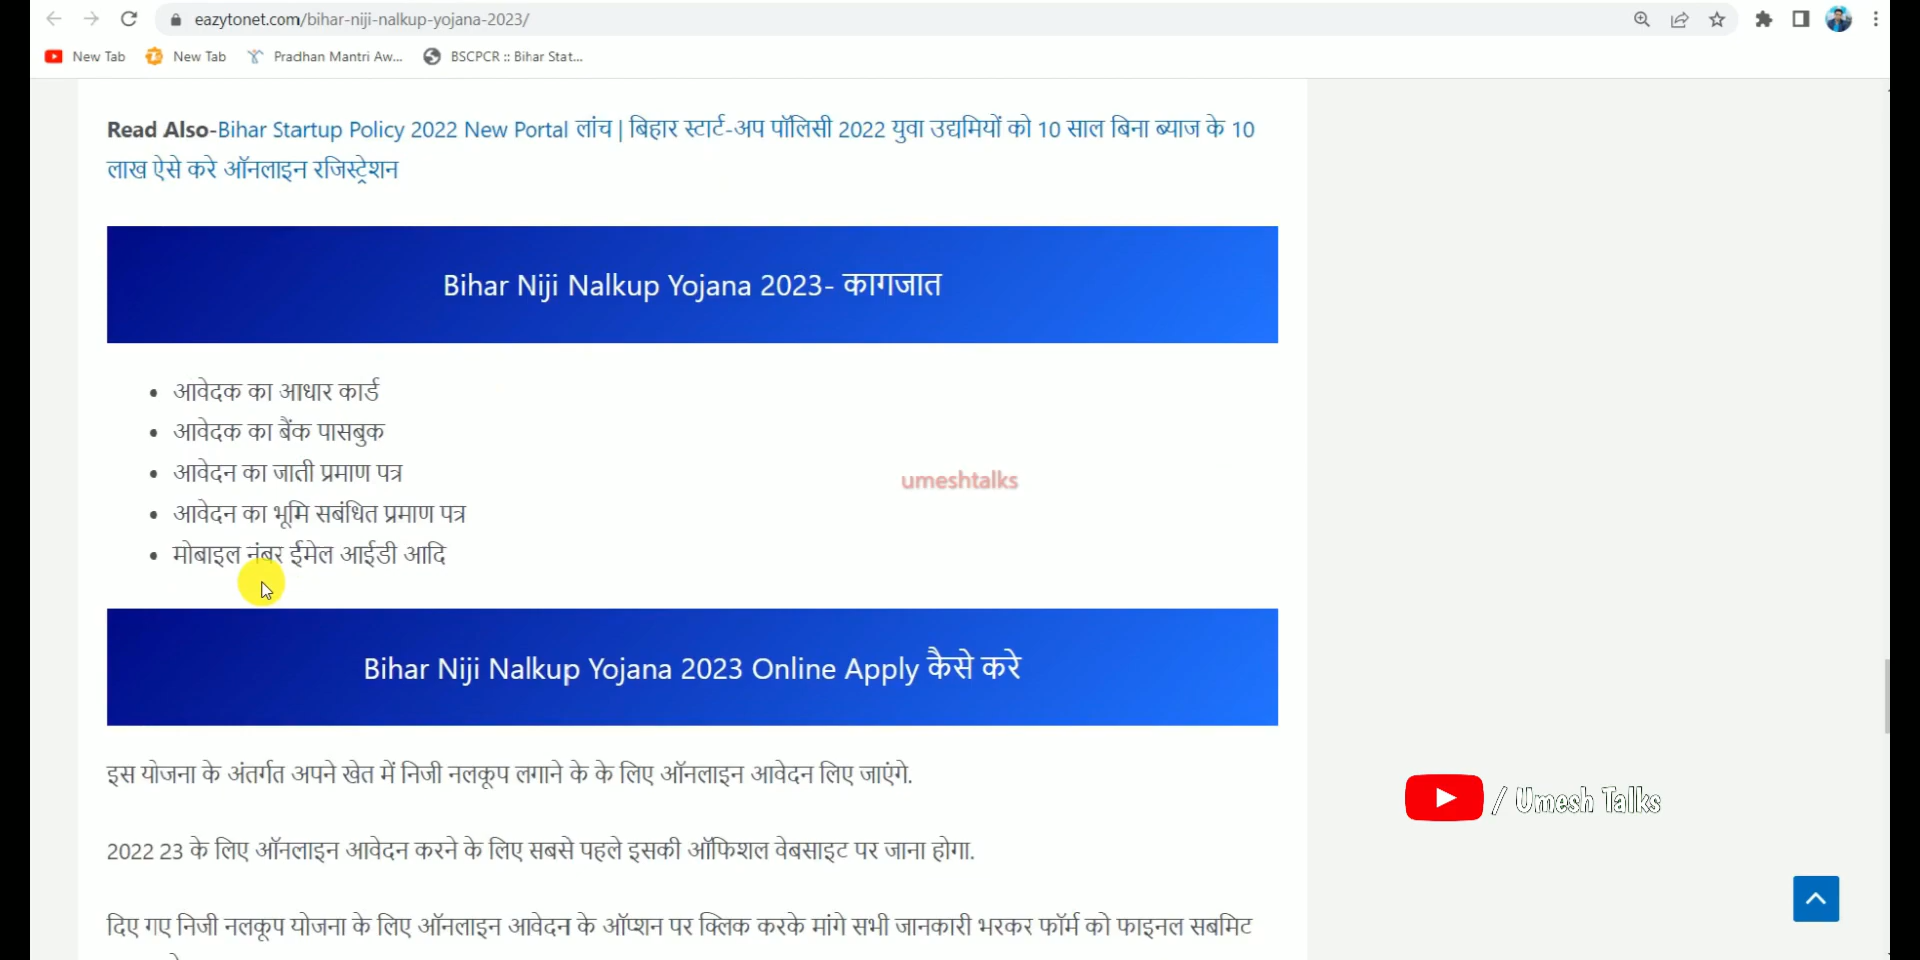 eazytonet.com/bihar-niji-nalkup-yojana-2023/
New Tab New Tab Pradhan Mantri Aw... BSCPCR :: Bihar Stat...
Read Also-Bihar Startup Policy 2022 New Portal लांच | बिहार स्टार्ट-अप पॉलिसी 2022 युवा उद्यमियों को 10 साल बिना ब्याज के 10
लाख ऐसे करे ऑनलाइन रजिस्ट्रेशन
Bihar Niji Nalkup Yojana 2023- कागजात
आवेदक का आधार कार्ड
आवेदक का बैंक पासबुक
आवेदन का जाती प्रमाण पत्र
umeshtalks
आवेदन का भूमि सबंधित प्रमाण पत्र
मोबाइल नंबर ईमेल आईडी आदि
Bihar Niji Nalkup Yojana 2023 Online Apply कैसे करे
इस योजना के अंतर्गत अपने खेत में निजी नलकूप लगाने के के लिए ऑनलाइन आवेदन लिए जाएंगे.
/ Umesh Talks
2022 23 के लिए ऑनलाइन आवेदन करने के लिए सबसे पहले इसकी ऑफिशल वेबसाइट पर जाना होगा.
दिए गए निजी नलकूप योजना के लिए ऑनलाइन आवेदन के ऑप्शन पर क्लिक करके मांगे सभी जानकारी भरकर फॉर्म को फाइनल सबमिट